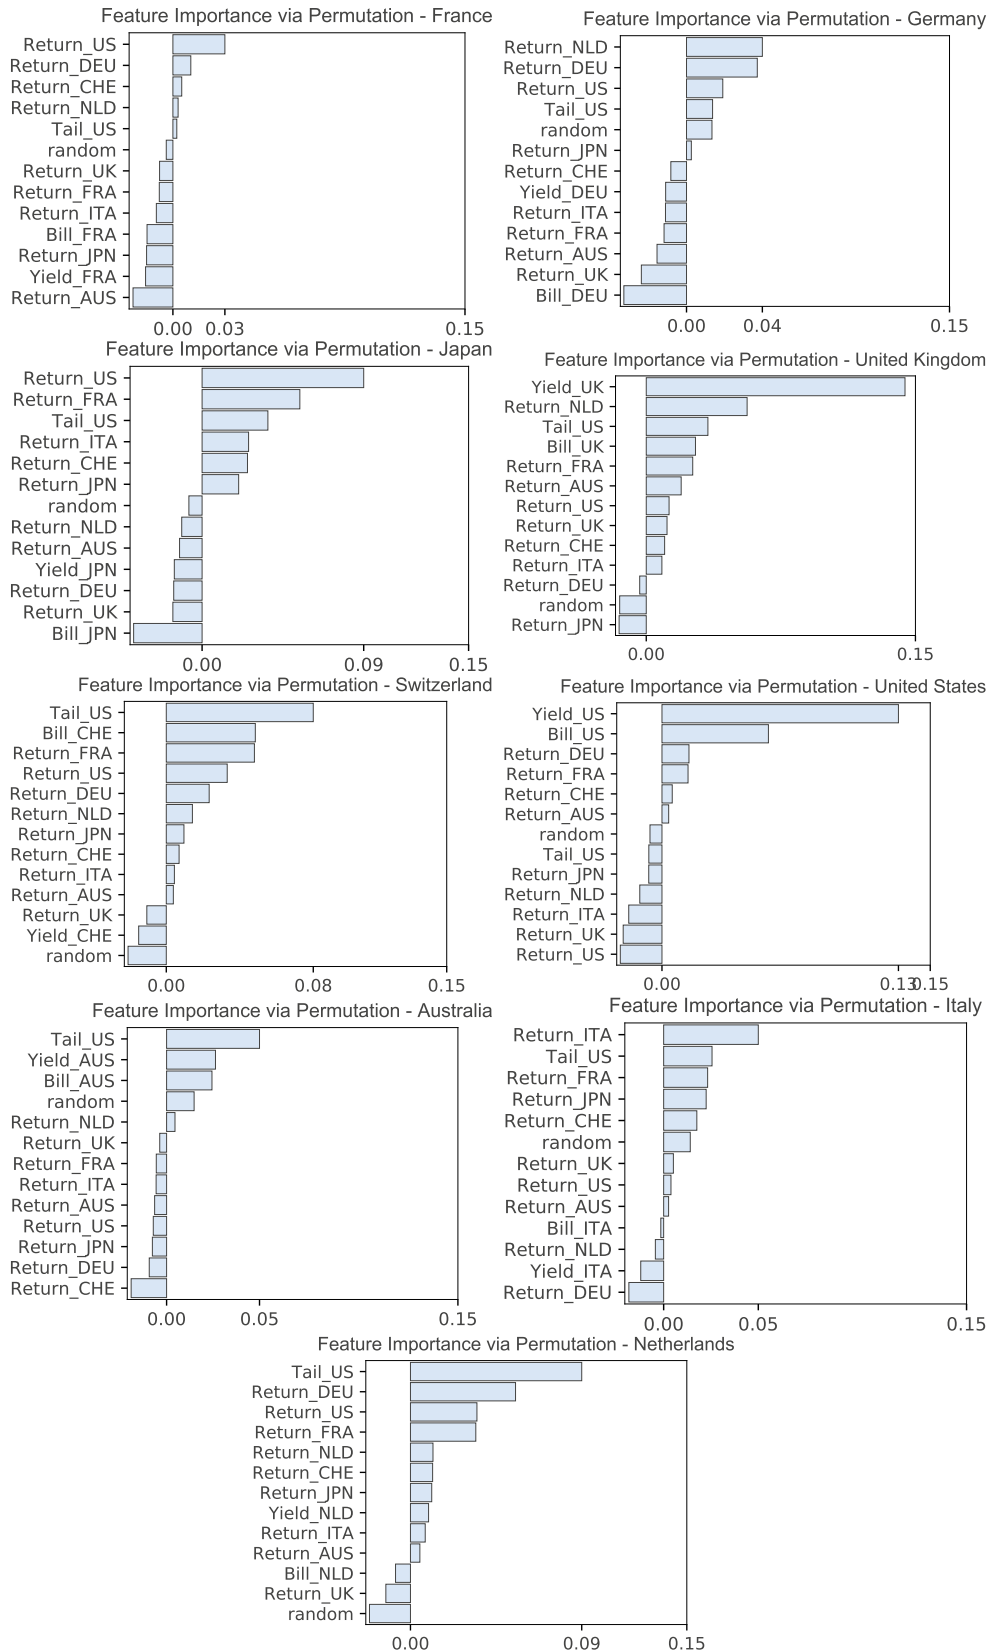 Feature Importance via Permutation - France
Return_US
Return_DEU
Return_CHE
Return_NLD
Tail_US
random
Return_UK
Return_FRA
Return_ITA
Bill_FRA
Return_JPN
Yield_FRA
Return_AUS
0.00 0.03 0.15
Feature Importance via Permutation - Germany
Return_NLD
Return_DEU
Return_US
Tail_US
random
Return_JPN
Return_CHE
Yield_DEU
Return_ITA
Return_FRA
Return_AUS
Return_UK
Bill_DEU
0.00 0.04 0.15
Feature Importance via Permutation - Japan
Return_US
Return_FRA
Tail_US
Return_ITA
Return_CHE
Return_JPN
random
Return_NLD
Return_AUS
Yield_JPN
Return_DEU
Return_UK
Bill_JPN
0.00 0.09 0.15
Feature Importance via Permutation - United Kingdom
Yield_UK
Return_NLD
Tail_US
Bill_UK
Return_FRA
Return_AUS
Return_US
Return_UK
Return_CHE
Return_ITA
Return_DEU
random
Return_JPN
0.00 0.15
Feature Importance via Permutation - Switzerland
Tail_US
Bill_CHE
Return_FRA
Return_US
Return_DEU
Return_NLD
Return_JPN
Return_CHE
Return_ITA
Return_AUS
Return_UK
Yield_CHE
random
0.00 0.08 0.15
Feature Importance via Permutation - United States
Yield_US
Bill_US
Return_DEU
Return_FRA
Return_CHE
Return_AUS
random
Tail_US
Return_JPN
Return_NLD
Return_ITA
Return_UK
Return_US
0.00 0.13 0.15
Feature Importance via Permutation - Australia
Tail_US
Yield_AUS
Bill_AUS
random
Return_NLD
Return_UK
Return_FRA
Return_ITA
Return_AUS
Return_US
Return_JPN
Return_DEU
Return_CHE
0.00 0.05 0.15
Feature Importance via Permutation - Italy
Return_ITA
Tail_US
Return_FRA
Return_JPN
Return_CHE
random
Return_UK
Return_US
Return_AUS
Bill_ITA
Return_NLD
Yield_ITA
Return_DEU
0.00 0.05 0.15
Feature Importance via Permutation - Netherlands
Tail_US
Return_DEU
Return_US
Return_FRA
Return_NLD
Return_CHE
Return_JPN
Yield_NLD
Return_ITA
Return_AUS
Bill_NLD
Return_UK
random
0.00 0.09 0.15